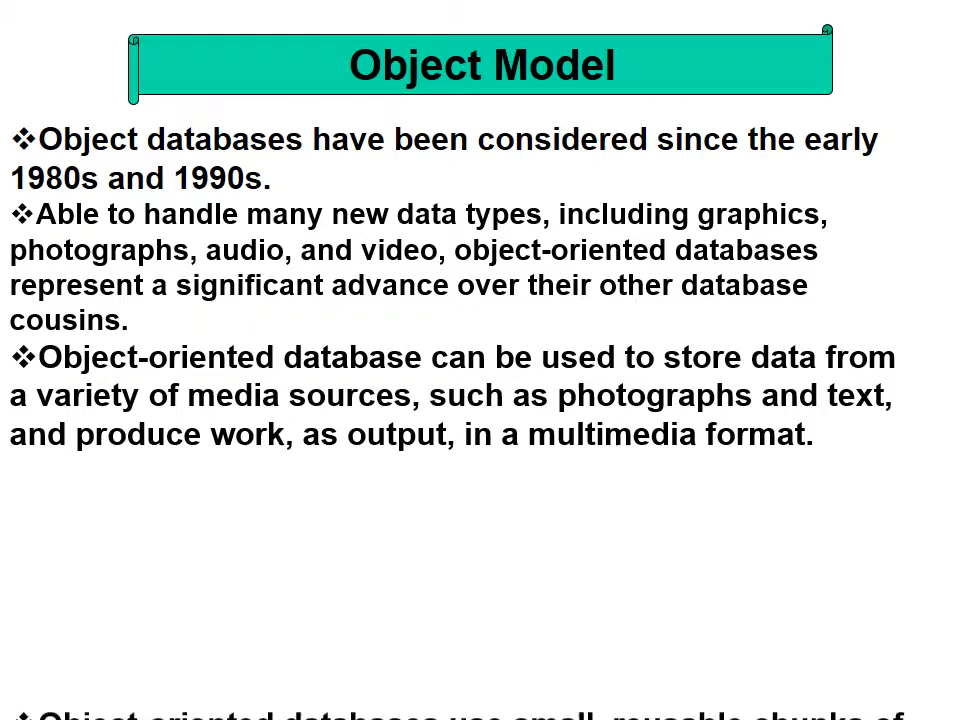 Object Model
❖Object databases have been considered since the early
1980s and 1990s.
❖Able to handle many new data types, including graphics,
photographs, audio, and video, object-oriented databases
represent a significant advance over their other database
cousins.
❖Object-oriented database can be used to store data from
a variety of media sources, such as photographs and text,
and produce work, as output, in a multimedia format.
❖Object-oriented databases use small, reusable chunks of